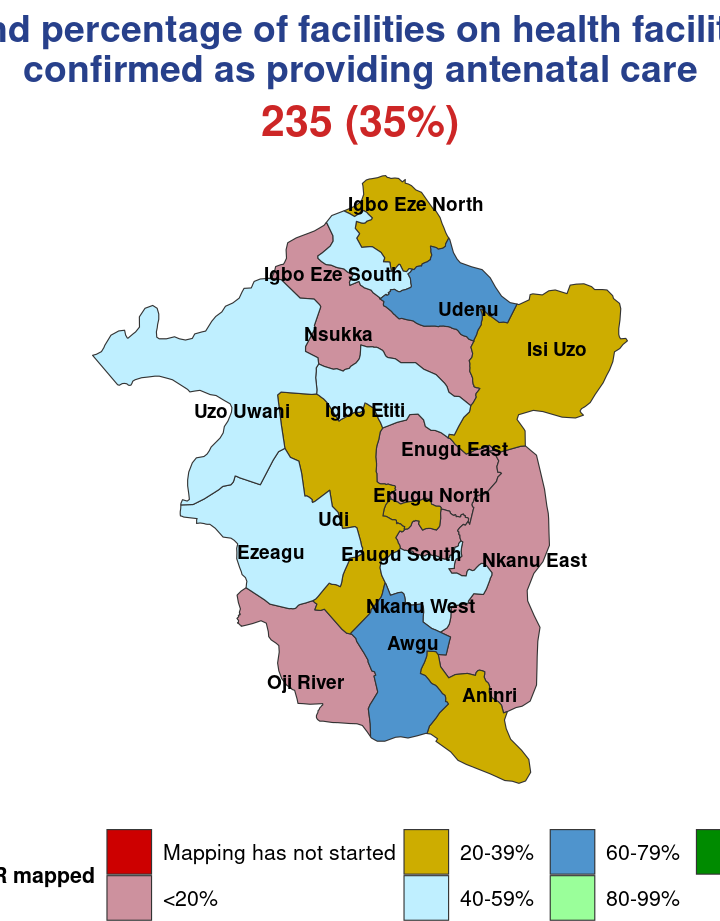 percentage of facilities on health
confirmed as providing antenatal care
235 (35%)
Igbo Eze North
Igbo Eze South
Udenu
Nsukka
Isi Uzo
Uzo Uwani
Igbo Etiti
Enugu East
Enugu North
Udi
Ezeagu
Enugu South
Nkanu East
Nkanu West
Awgu
Oji River
Aninri
mapped
Mapping has not started
20-39%
60-79%
<20%
40-59%
80-99%